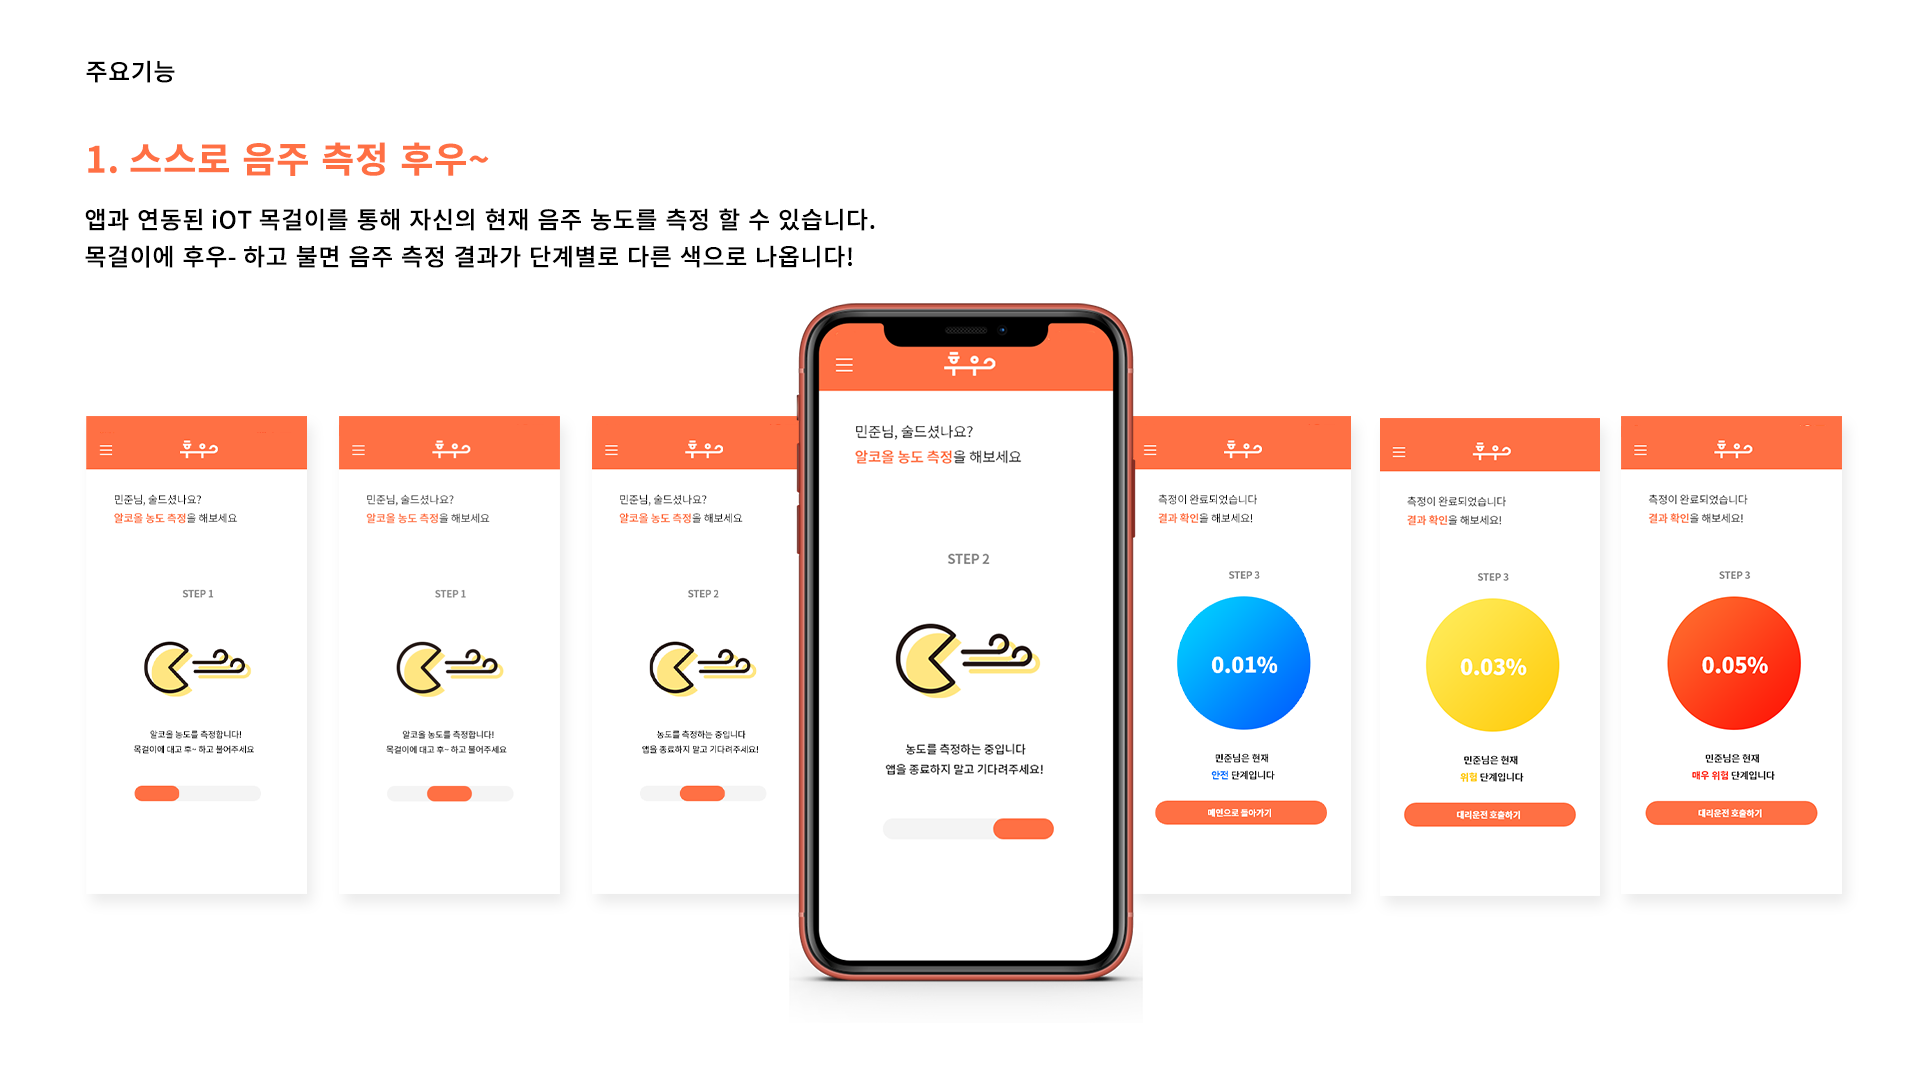 주요기능
1. 스스로 음주 측정 후우~
앱과 연동된 iOT 목걸이를 통해 자신의 현재 음주 농도를 측정 할 수 있습니다.
목걸이에 후우- 하고 불면 음주 측정 결과가 단계별로 다른 색으로 나옵니다!
후우
민준님, 술드셨나요?
알코올 농도 측정을 해보세요
STEP 1
알코올 농도를 측정합니다!
목걸이에 대고 후~ 하고 불어주세요
후우
민준님, 술드셨나요?
알코올 농도 측정을 해보세요
STEP 1
알코올 농도를 측정합니다!
목걸이에 대고 후~ 하고 불어주세요
후우
민준님, 술드셨나요?
알코올 농도 측정을 해보세요
STEP 2
농도를 측정하는 중입니다
앱을 종료하지 말고 기다려주세요!
후우
민준님, 술드셨나요?
알코올 농도 측정을 해보세요
STEP 2
농도를 측정하는 중입니다
앱을 종료하지 말고 기다려주세요!
후우
측정이 완료되었습니다
결과 확인을 해보세요!
STEP 3
0.01%
민준님은 현재
안전 단계입니다
메인으로 돌아가기
후우
측정이 완료되었습니다
결과 확인을 해보세요!
STEP 3
0.03%
민준님은 현재
위험 단계입니다
대리운전 호출하기
후우
측정이 완료되었습니다
결과 확인을 해보세요!
STEP 3
0.05%
민준님은 현재
매우 위험 단계입니다
대리운전 호출하기